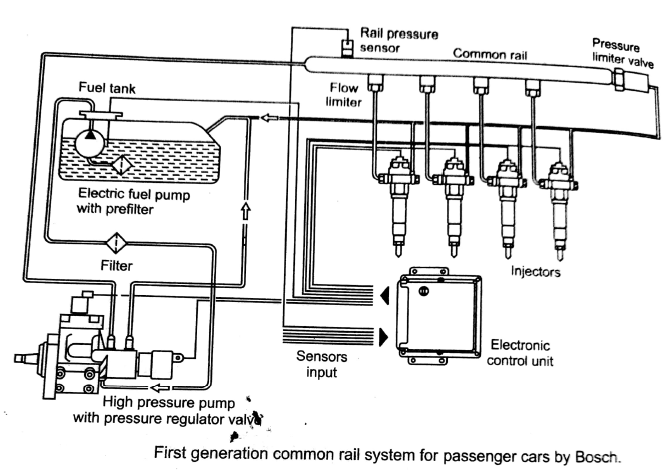 Rail pressure
sensor
Common rail
Pressure
limiter valve
Fuel tank
Flow
limiter
Electric fuel pump
with prefilter
Filter
Injectors
Sensors
input
Electronic
control unit
High pressure pump
with pressure regulator valve
First generation common rail system for passenger cars by Bosch.